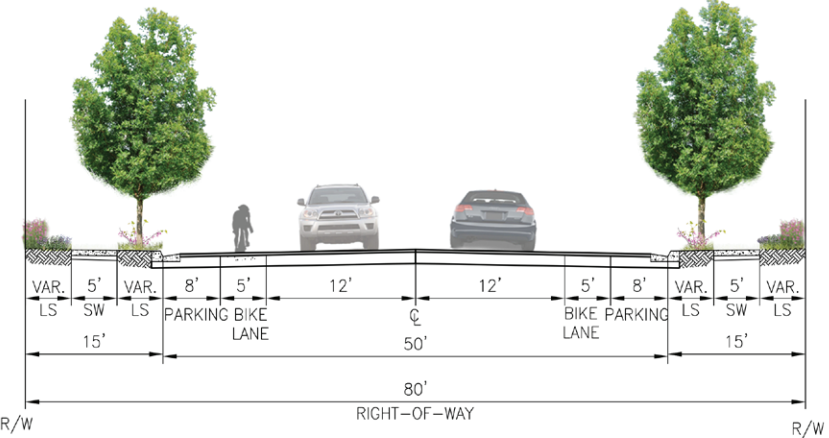 VAR. 5' VAR. 8' 5' 12' 12' 5' 8' VAR. 5' VAR.
LS SW LS PARKING BIKE LANE ℄ BIKE LANE PARKING LS SW LS
15' 50' 15'
80'
RIGHT-OF-WAY
R/W R/W